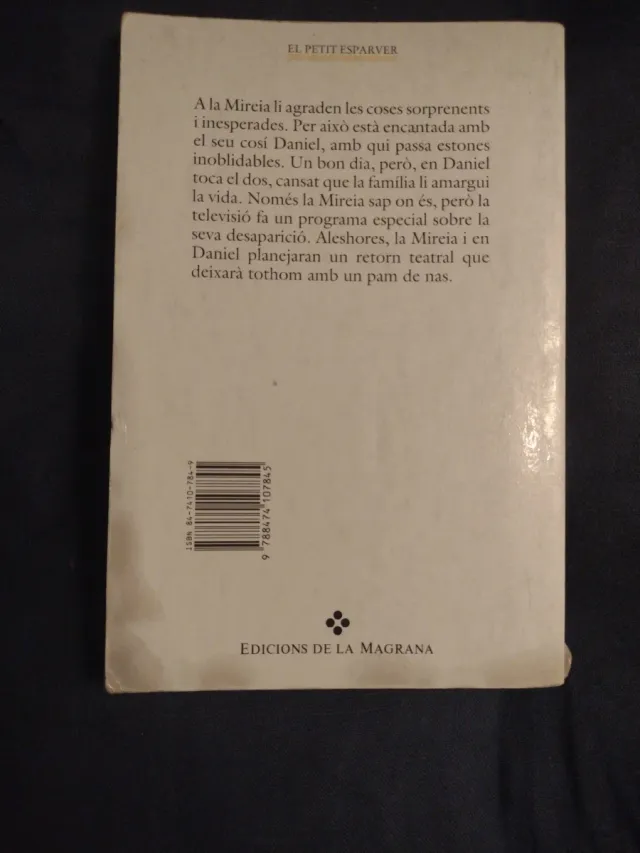 EL PETIT ESPARVER
A la Mireia li agraden les coses sorprenents
i inesperades. Per això està encantada amb
el seu cosí Daniel, amb qui passa estones
inoblidables. Un bon dia, però, en Daniel
toca el dos, cansat que la família li amargui
la vida. Només la Mireia sap on és, però la
televisió fa un programa especial sobre la
seva desaparició. Aleshores, la Mireia i en
Daniel planejaran un retorn teatral que
deixarà tothom amb un pam de nas.
ISBN 84-7410-784-9
9 788474 107845
EDICIONS DE LA MAGRANA